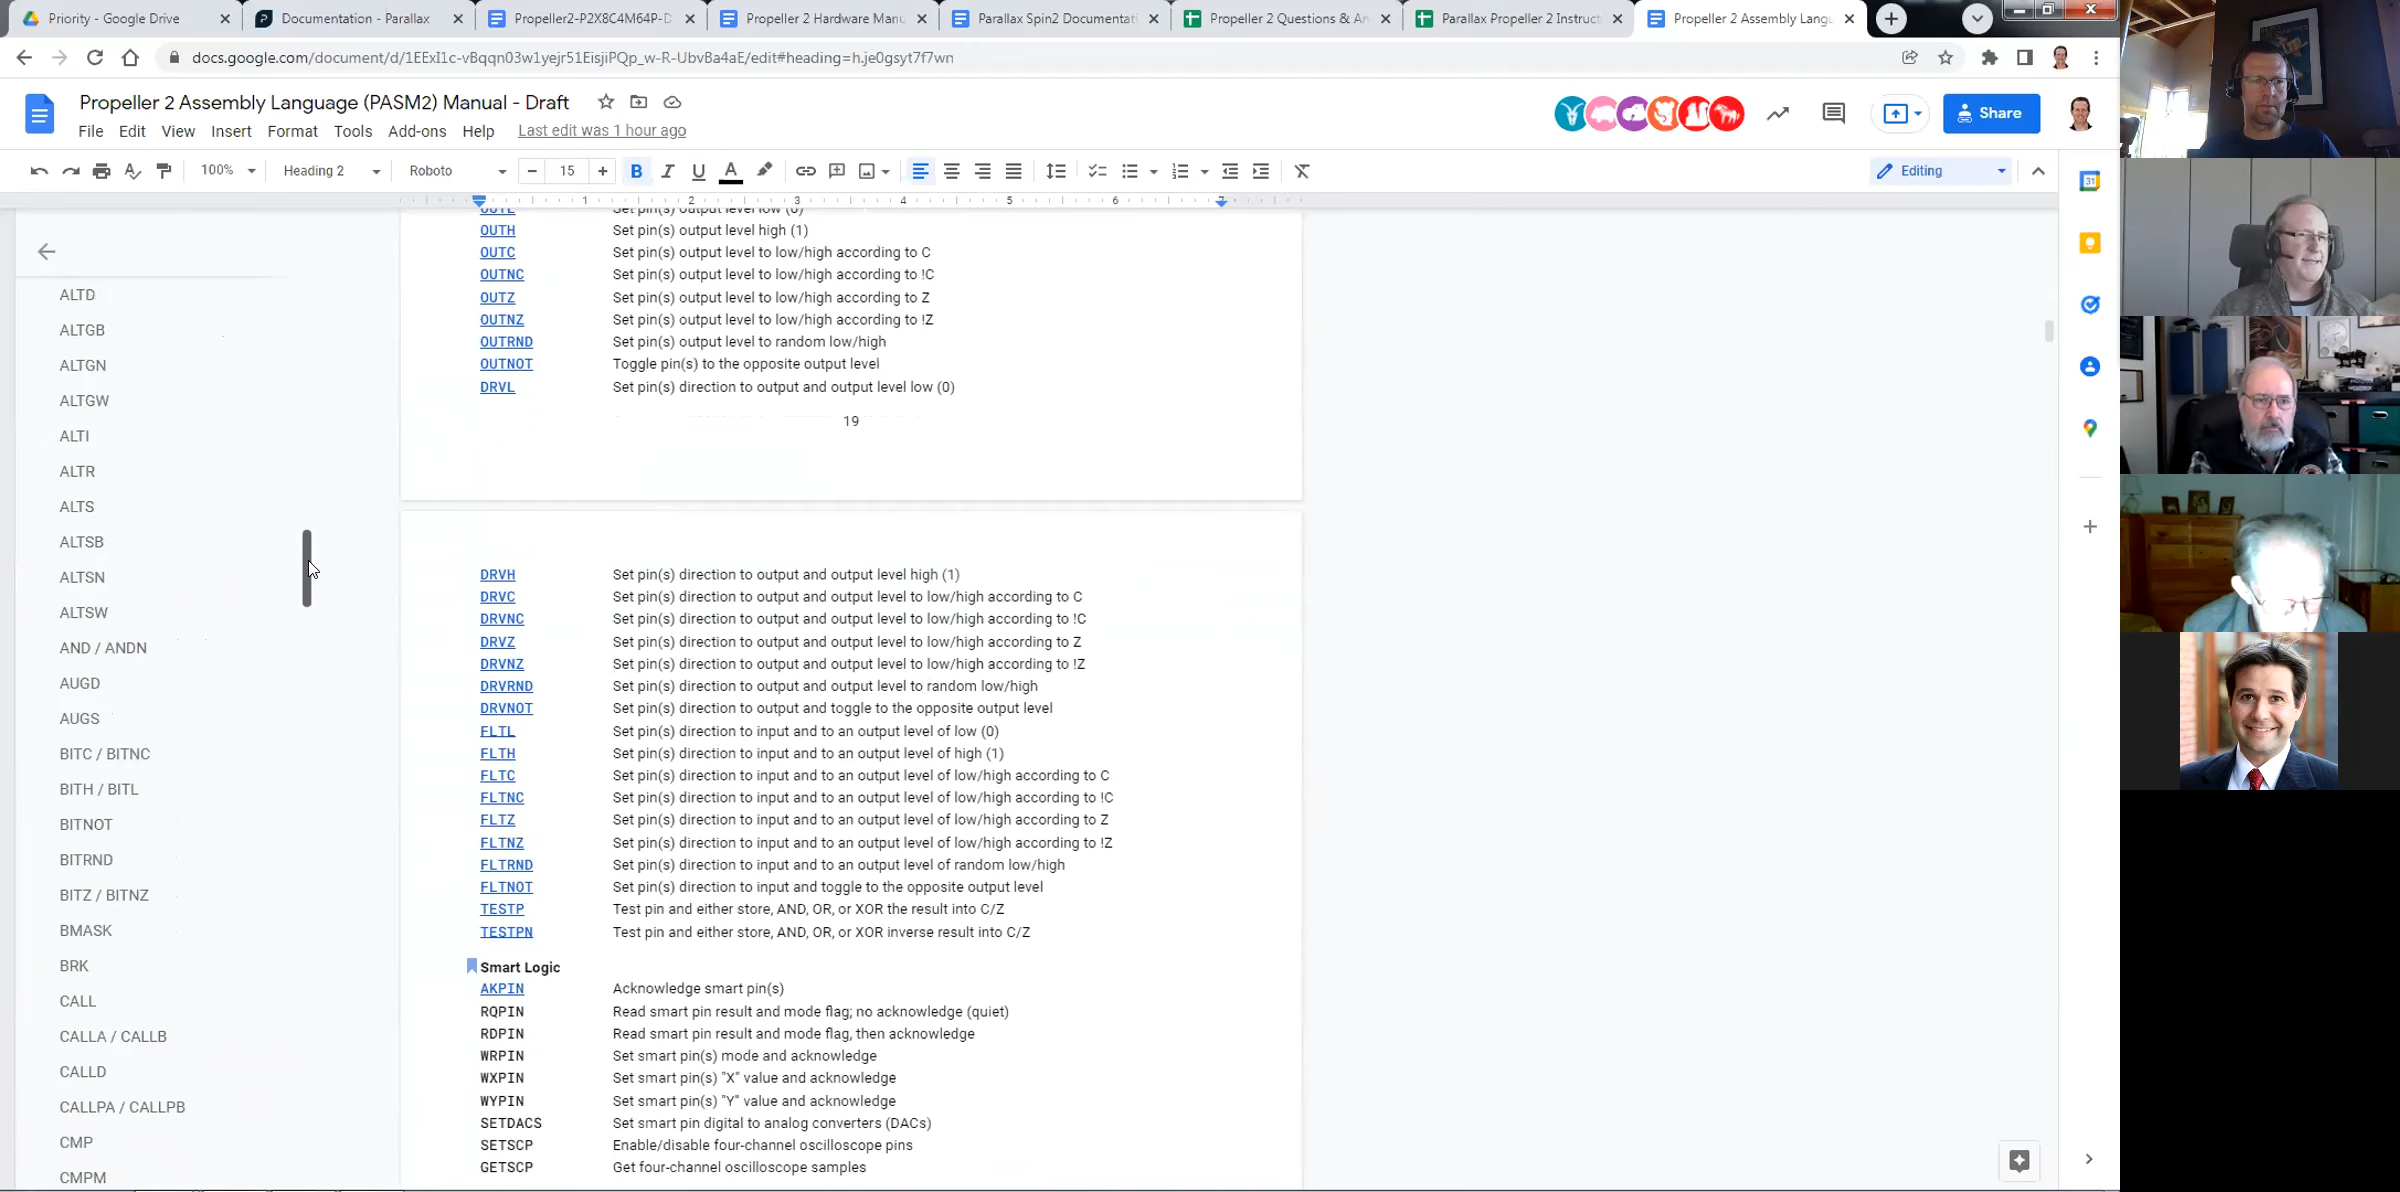 Priority - Google Drive
Documentation - Parallax
Propeller2-P2X8C4M64P-D
Propeller 2 Hardware Manu
Parallax Spin2 Documentati
Propeller 2 Questions & An
Parallax Propeller 2 Instruct
Propeller 2 Assembly Langu
docs.google.com/document/d/1EExI1c-vBqqn03w1yejr51EisjiPQp_w-R-UbvBa4aE/edit#heading=h.je0gsyt7f7wn
Propeller 2 Assembly Language (PASM2) Manual - Draft
Share
File Edit View Insert Format Tools Add-ons Help Last edit was 1 hour ago
100% Heading 2 Roboto 15 B I U A Editing
1 2 3 4 5 6 7
31
ALTD
ALTGB
ALTGN
ALTGW
ALTI
ALTR
ALTS
ALTSB
ALTSN
ALTSW
AND / ANDN
AUGD
AUGS
BITC / BITNC
BITH / BITL
BITNOT
BITRND
BITZ / BITNZ
BMASK
BRK
CALL
CALLA / CALLB
CALLD
CALLPA / CALLPB
CMP
CMPM
OUTL Set pin(s) output level low (0)
OUTH Set pin(s) output level high (1)
OUTC Set pin(s) output level to low/high according to C
OUTNC Set pin(s) output level to low/high according to !C
OUTZ Set pin(s) output level to low/high according to Z
OUTNZ Set pin(s) output level to low/high according to !Z
OUTRND Set pin(s) output level to random low/high
OUTNOT Toggle pin(s) to the opposite output level
DRVL Set pin(s) direction to output and output level low (0)
19
DRVH Set pin(s) direction to output and output level high (1)
DRVC Set pin(s) direction to output and output level to low/high according to C
DRVNC Set pin(s) direction to output and output level to low/high according to !C
DRVZ Set pin(s) direction to output and output level to low/high according to Z
DRVNZ Set pin(s) direction to output and output level to low/high according to !Z
DRVRND Set pin(s) direction to output and output level to random low/high
DRVNOT Set pin(s) direction to output and toggle to the opposite output level
FLTL Set pin(s) direction to input and to an output level of low (0)
FLTH Set pin(s) direction to input and to an output level of high (1)
FLTC Set pin(s) direction to input and to an output level of low/high according to C
FLTNC Set pin(s) direction to input and to an output level of low/high according to !C
FLTZ Set pin(s) direction to input and to an output level of low/high according to Z
FLTNZ Set pin(s) direction to input and to an output level of low/high according to !Z
FLTRND Set pin(s) direction to input and to an output level of random low/high
FLTNOT Set pin(s) direction to input and toggle to the opposite output level
TESTP Test pin and either store, AND, OR, or XOR the result into C/Z
TESTPN Test pin and either store, AND, OR, or XOR inverse result into C/Z
Smart Logic
AKPIN Acknowledge smart pin(s)
RQPIN Read smart pin result and mode flag; no acknowledge (quiet)
RDPIN Read smart pin result and mode flag, then acknowledge
WRPIN Set smart pin(s) mode and acknowledge
WXPIN Set smart pin(s) "X" value and acknowledge
WYPIN Set smart pin(s) "Y" value and acknowledge
SETDACS Set smart pin digital to analog converters (DACs)
SETSCP Enable/disable four-channel oscilloscope pins
GETSCP Get four-channel oscilloscope samples